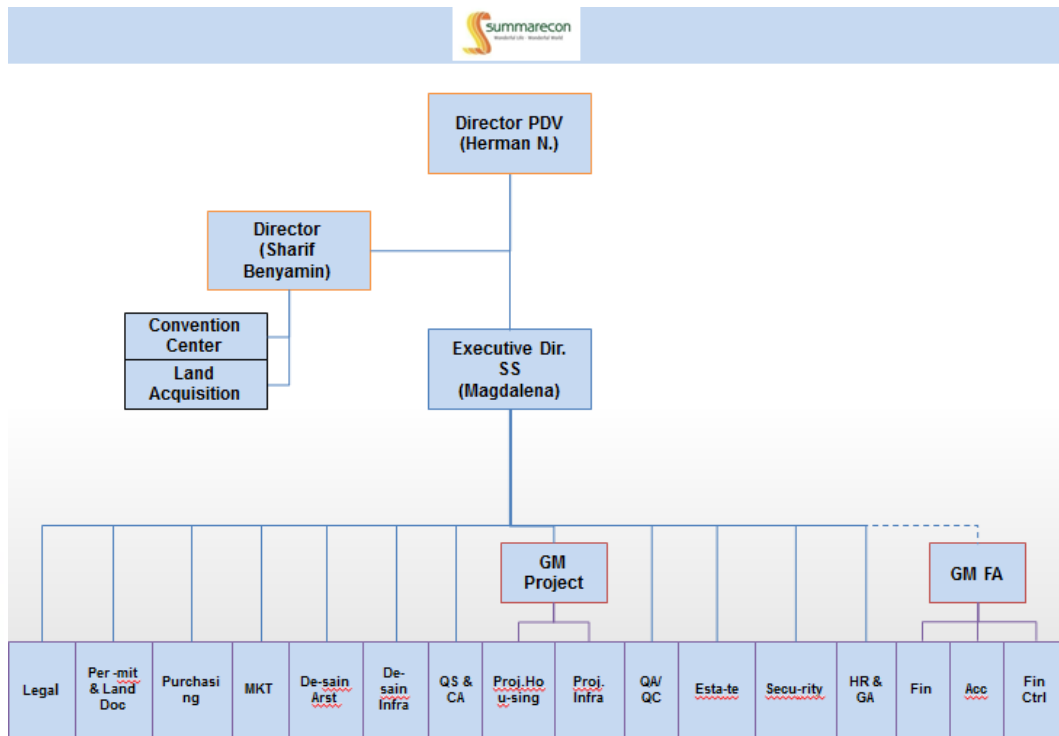 summarecon
Wonderful Life · Wonderful World
Director PDV
(Herman N.)
Director
(Sharif
Benyamin)
Convention
Center
Land
Acquisition
Executive Dir.
SS
(Magdalena)
GM
Project
GM FA
Legal
Per -mit
& Land
Doc
Purchasi
ng
MKT
De-sain
Arst
De-
sain
Infra
QS &
CA
Proj.Ho
u-sing
Proj.
Infra
QA/
QC
Esta-te
Secu-rity
HR &
GA
Fin
Acc
Fin
Ctrl